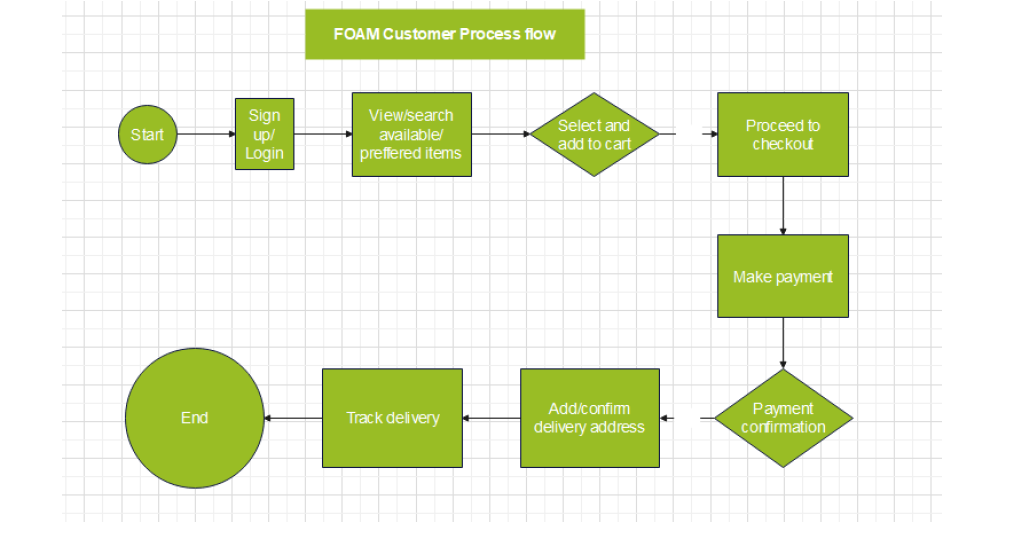 FOAM Customer Process flow
Start
Sign
up/
Login
View/search
available/
preffered items
Select and
add to cart
Proceed to
checkout
Make payment
Payment
confirmation
Add/confirm
delivery address
Track delivery
End